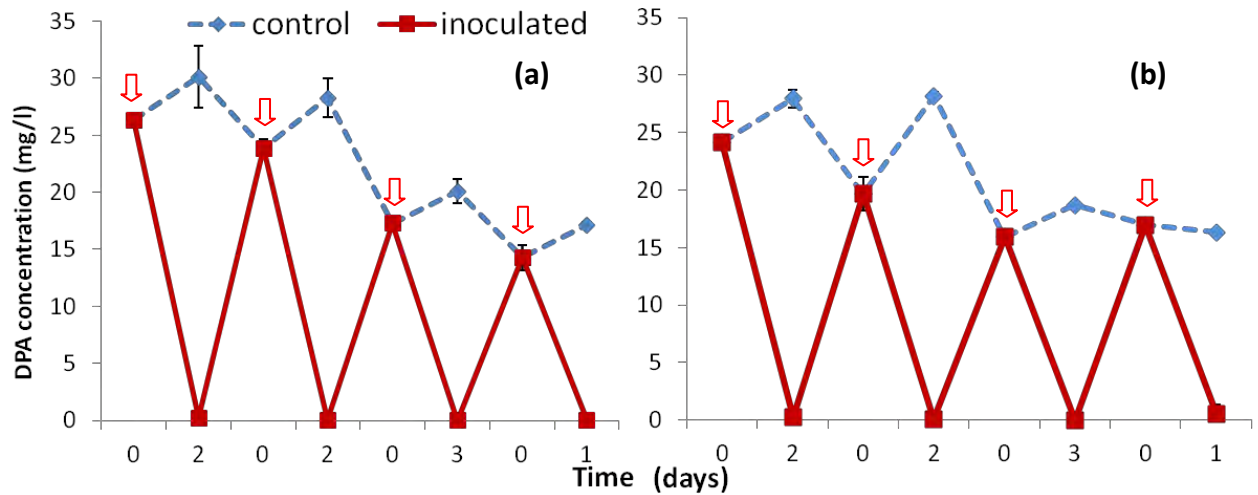 control inoculated
(a)
(b)
DPA concentration (mg/l)
35
30
25
20
15
10
5
0
0 2 0 2 0 3 0 1
35
30
25
20
15
10
5
0
0 2 0 2 0 3 0 1
Time (days)